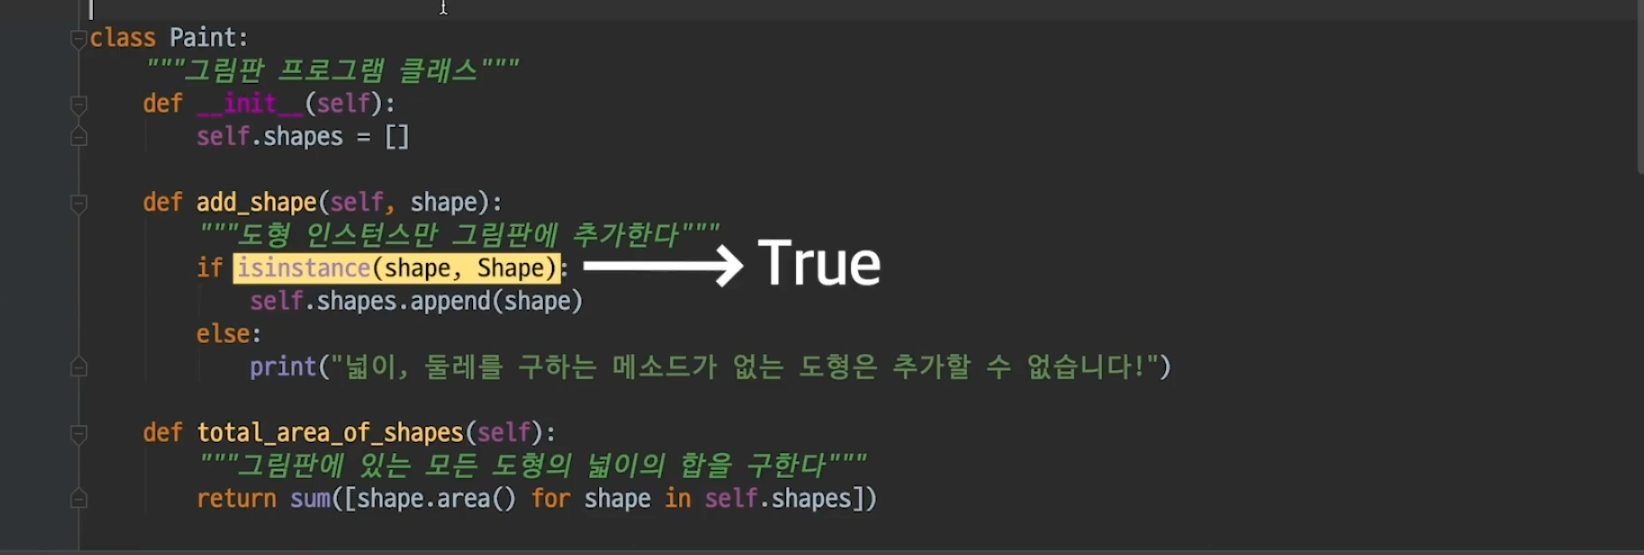 class Paint:
"""그림판 프로그램 클래스"""
def __init__(self):
self.shapes = []
def add_shape(self, shape):
"""도형 인스턴스만 그림판에 추가한다"""
if isinstance(shape, Shape): True
self.shapes.append(shape)
else:
print("넓이, 둘레를 구하는 메소드가 없는 도형은 추가할 수 없습니다!")
def total_area_of_shapes(self):
"""그림판에 있는 모든 도형의 넓이의 합을 구한다"""
return sum([shape.area() for shape in self.shapes])